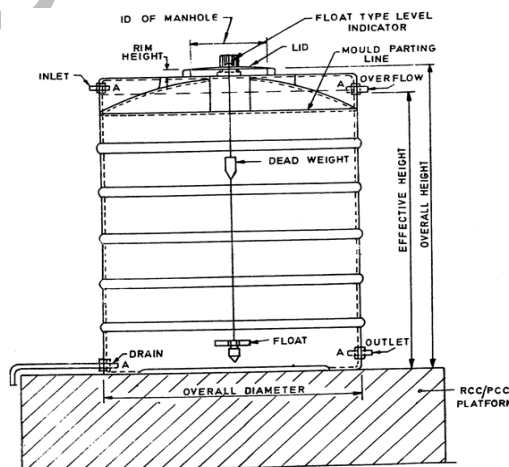 ID OF MANHOLE
FLOAT TYPE LEVEL
INDICATOR
RIM
HEIGHT
LID
MOULD PARTING
LINE
INLET
A
A
OVERFLOW
DEAD WEIGHT
EFFECTIVE HEIGHT
OVERALL HEIGHT
FLOAT
A
OUTLET
DRAIN
A
OVERALL DIAMETER
RCC/PCC
PLATFORM